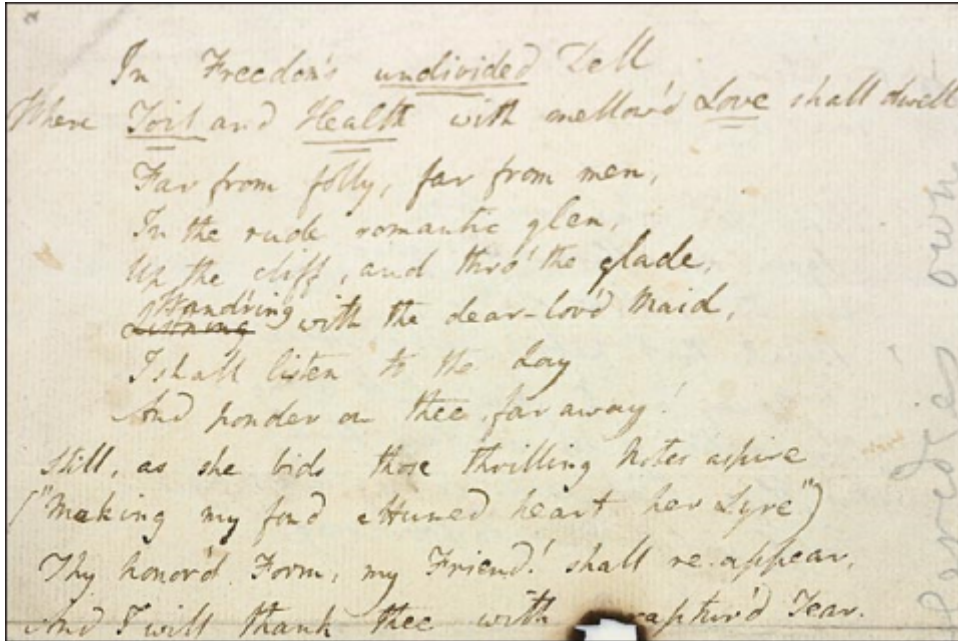 In Freedom's undivided Dell
Where Toil and Health with mellow'd Love shall dwell
Far from folly, far from men,
In the rude romantic glen,
Up the cliff, and thro' the glade,
Wand'ring
Listning with the dear-lov'd Maid,
I shall listen to the Lay
And ponder on thee far away!
Still, as she bids those thrilling Notes aspire
("Making my fond attuned heart her Lyre")
Thy honor'd Form, my Friend! shall re-appear,
And I will thank thee with raptur'd Tear.
own